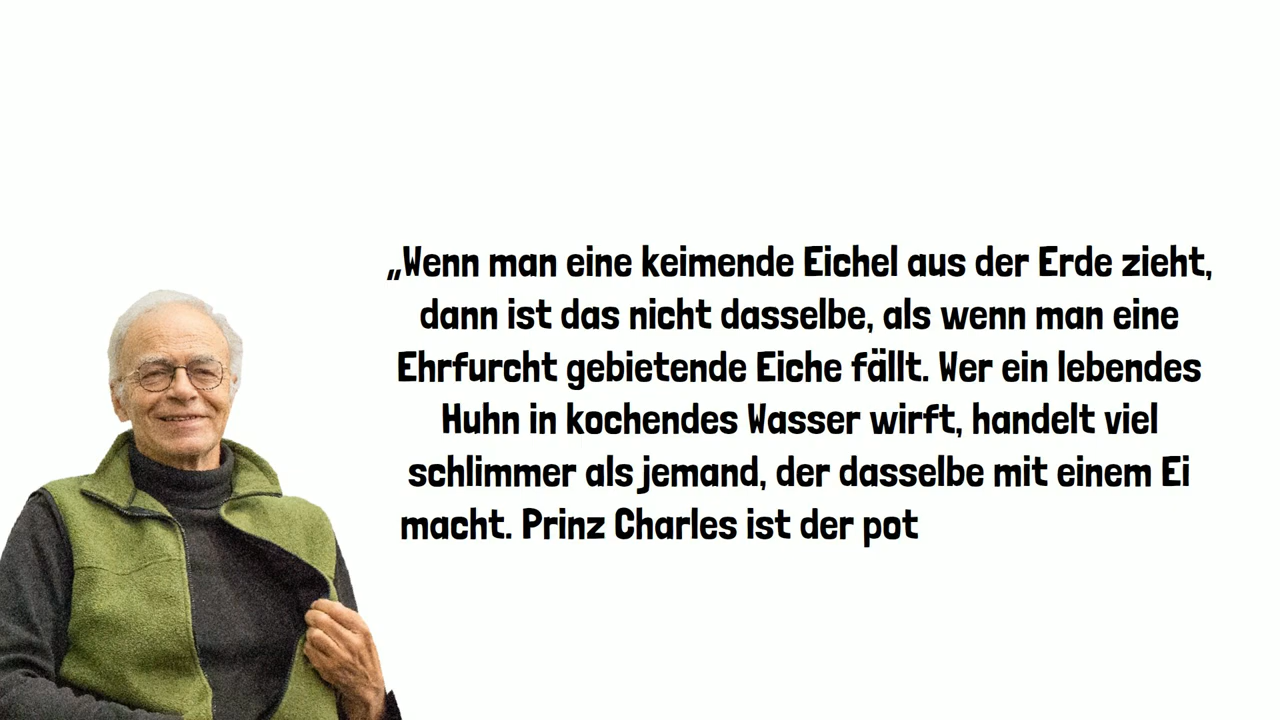 „Wenn man eine keimende Eichel aus der Erde zieht,
dann ist das nicht dasselbe, als wenn man eine
Ehrfurcht gebietende Eiche fällt. Wer ein lebendes
Huhn in kochendes Wasser wirft, handelt viel
schlimmer als jemand, der dasselbe mit einem Ei
macht. Prinz Charles ist der pot